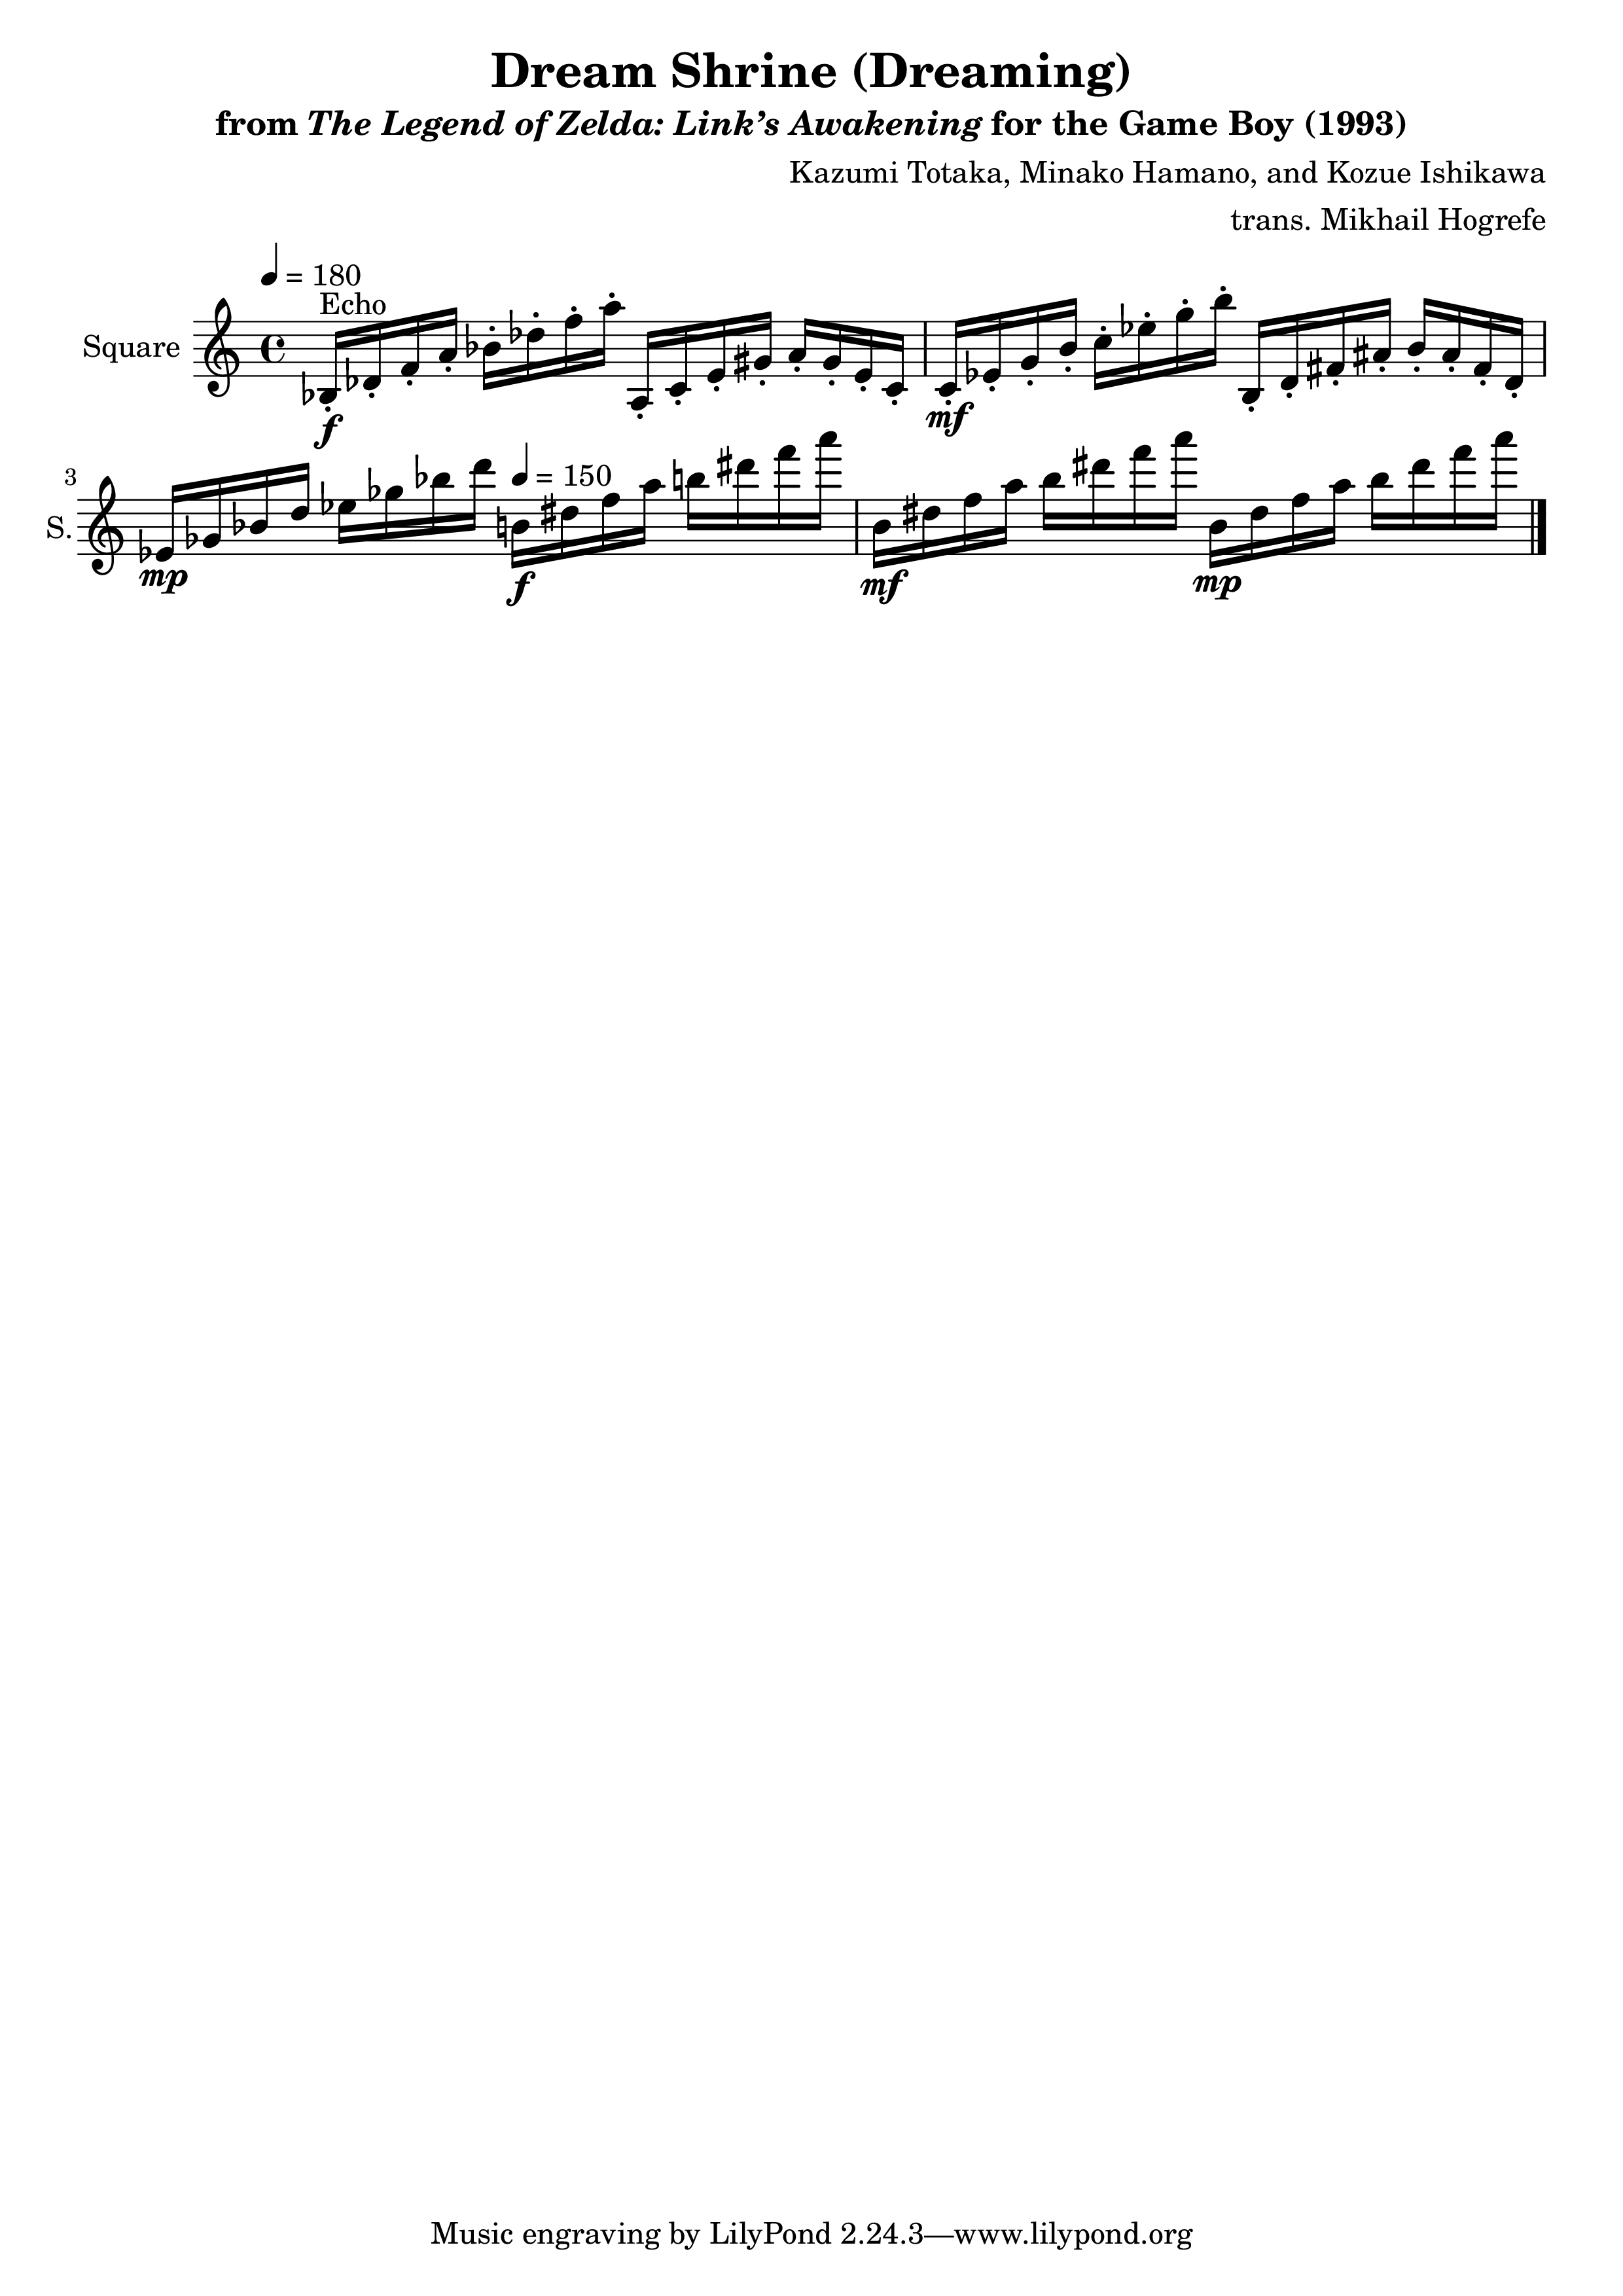 Dream Shrine (Dreaming)
from The Legend of Zelda: Link’s Awakening for the Game Boy (1993)
Kazumi Totaka, Minako Hamano, and Kozue Ishikawa
trans. Mikhail Hogrefe
= 180
Echo
Square
f
mf
3
= 150
S.
mp
f
mf
mp
Music engraving by LilyPond 2.24.3—www.lilypond.org